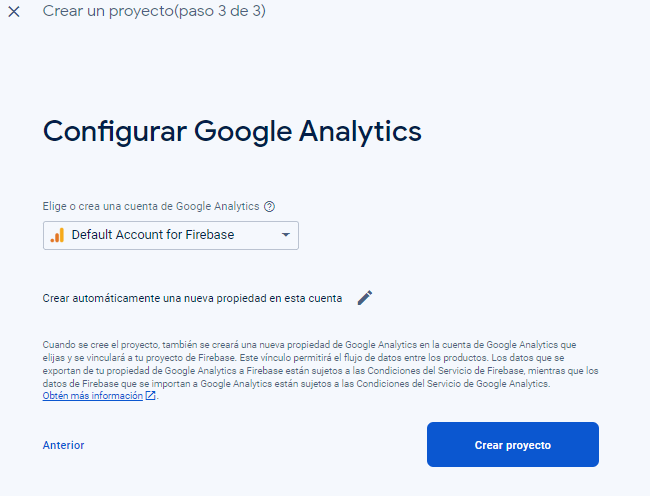 Crear un proyecto(paso 3 de 3)
Configurar Google Analytics
Elige o crea una cuenta de Google Analytics
Default Account for Firebase
Crear automáticamente una nueva propiedad en esta cuenta
Cuando se cree el proyecto, también se creará una nueva propiedad de Google Analytics en la cuenta de Google Analytics que
elijas y se vinculará a tu proyecto de Firebase. Este vínculo permitirá el flujo de datos entre los productos. Los datos que se
exportan de tu propiedad de Google Analytics a Firebase están sujetos a las Condiciones del Servicio de Firebase, mientras que los
datos de Firebase que se importan a Google Analytics están sujetos a las Condiciones del Servicio de Google Analytics.
Obtén más información.
Anterior
Crear proyecto